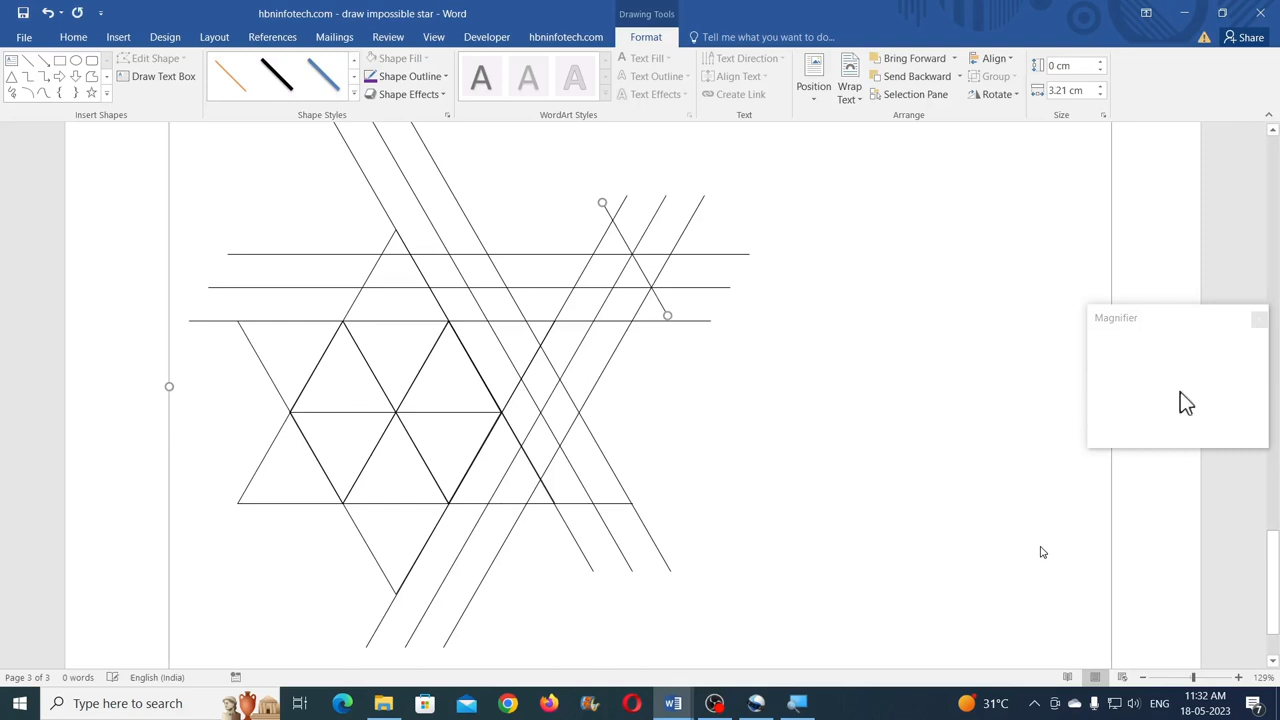 hbninfotech.com - draw impossible star - Word
Drawing Tools
Share
File Home Insert Design Layout References Mailings Review View Developer hbninfotech.com Format Tell me what you want to do...
Edit Shape
Draw Text Box
Insert Shapes
Shape Fill
Shape Outline
Shape Effects
Shape Styles
A A A
Text Fill
Text Outline
Text Effects
WordArt Styles
Text Direction
Align Text
Create Link
Text
Position
Wrap
Text
Bring Forward
Send Backward
Selection Pane
Align
Group
Rotate
Arrange
0 cm
3.21 cm
Size
Magnifier
Page 3 of 3 0 words English (India)
129%
Type here to search
31°C
ENG
11:32 AM
18-05-2023